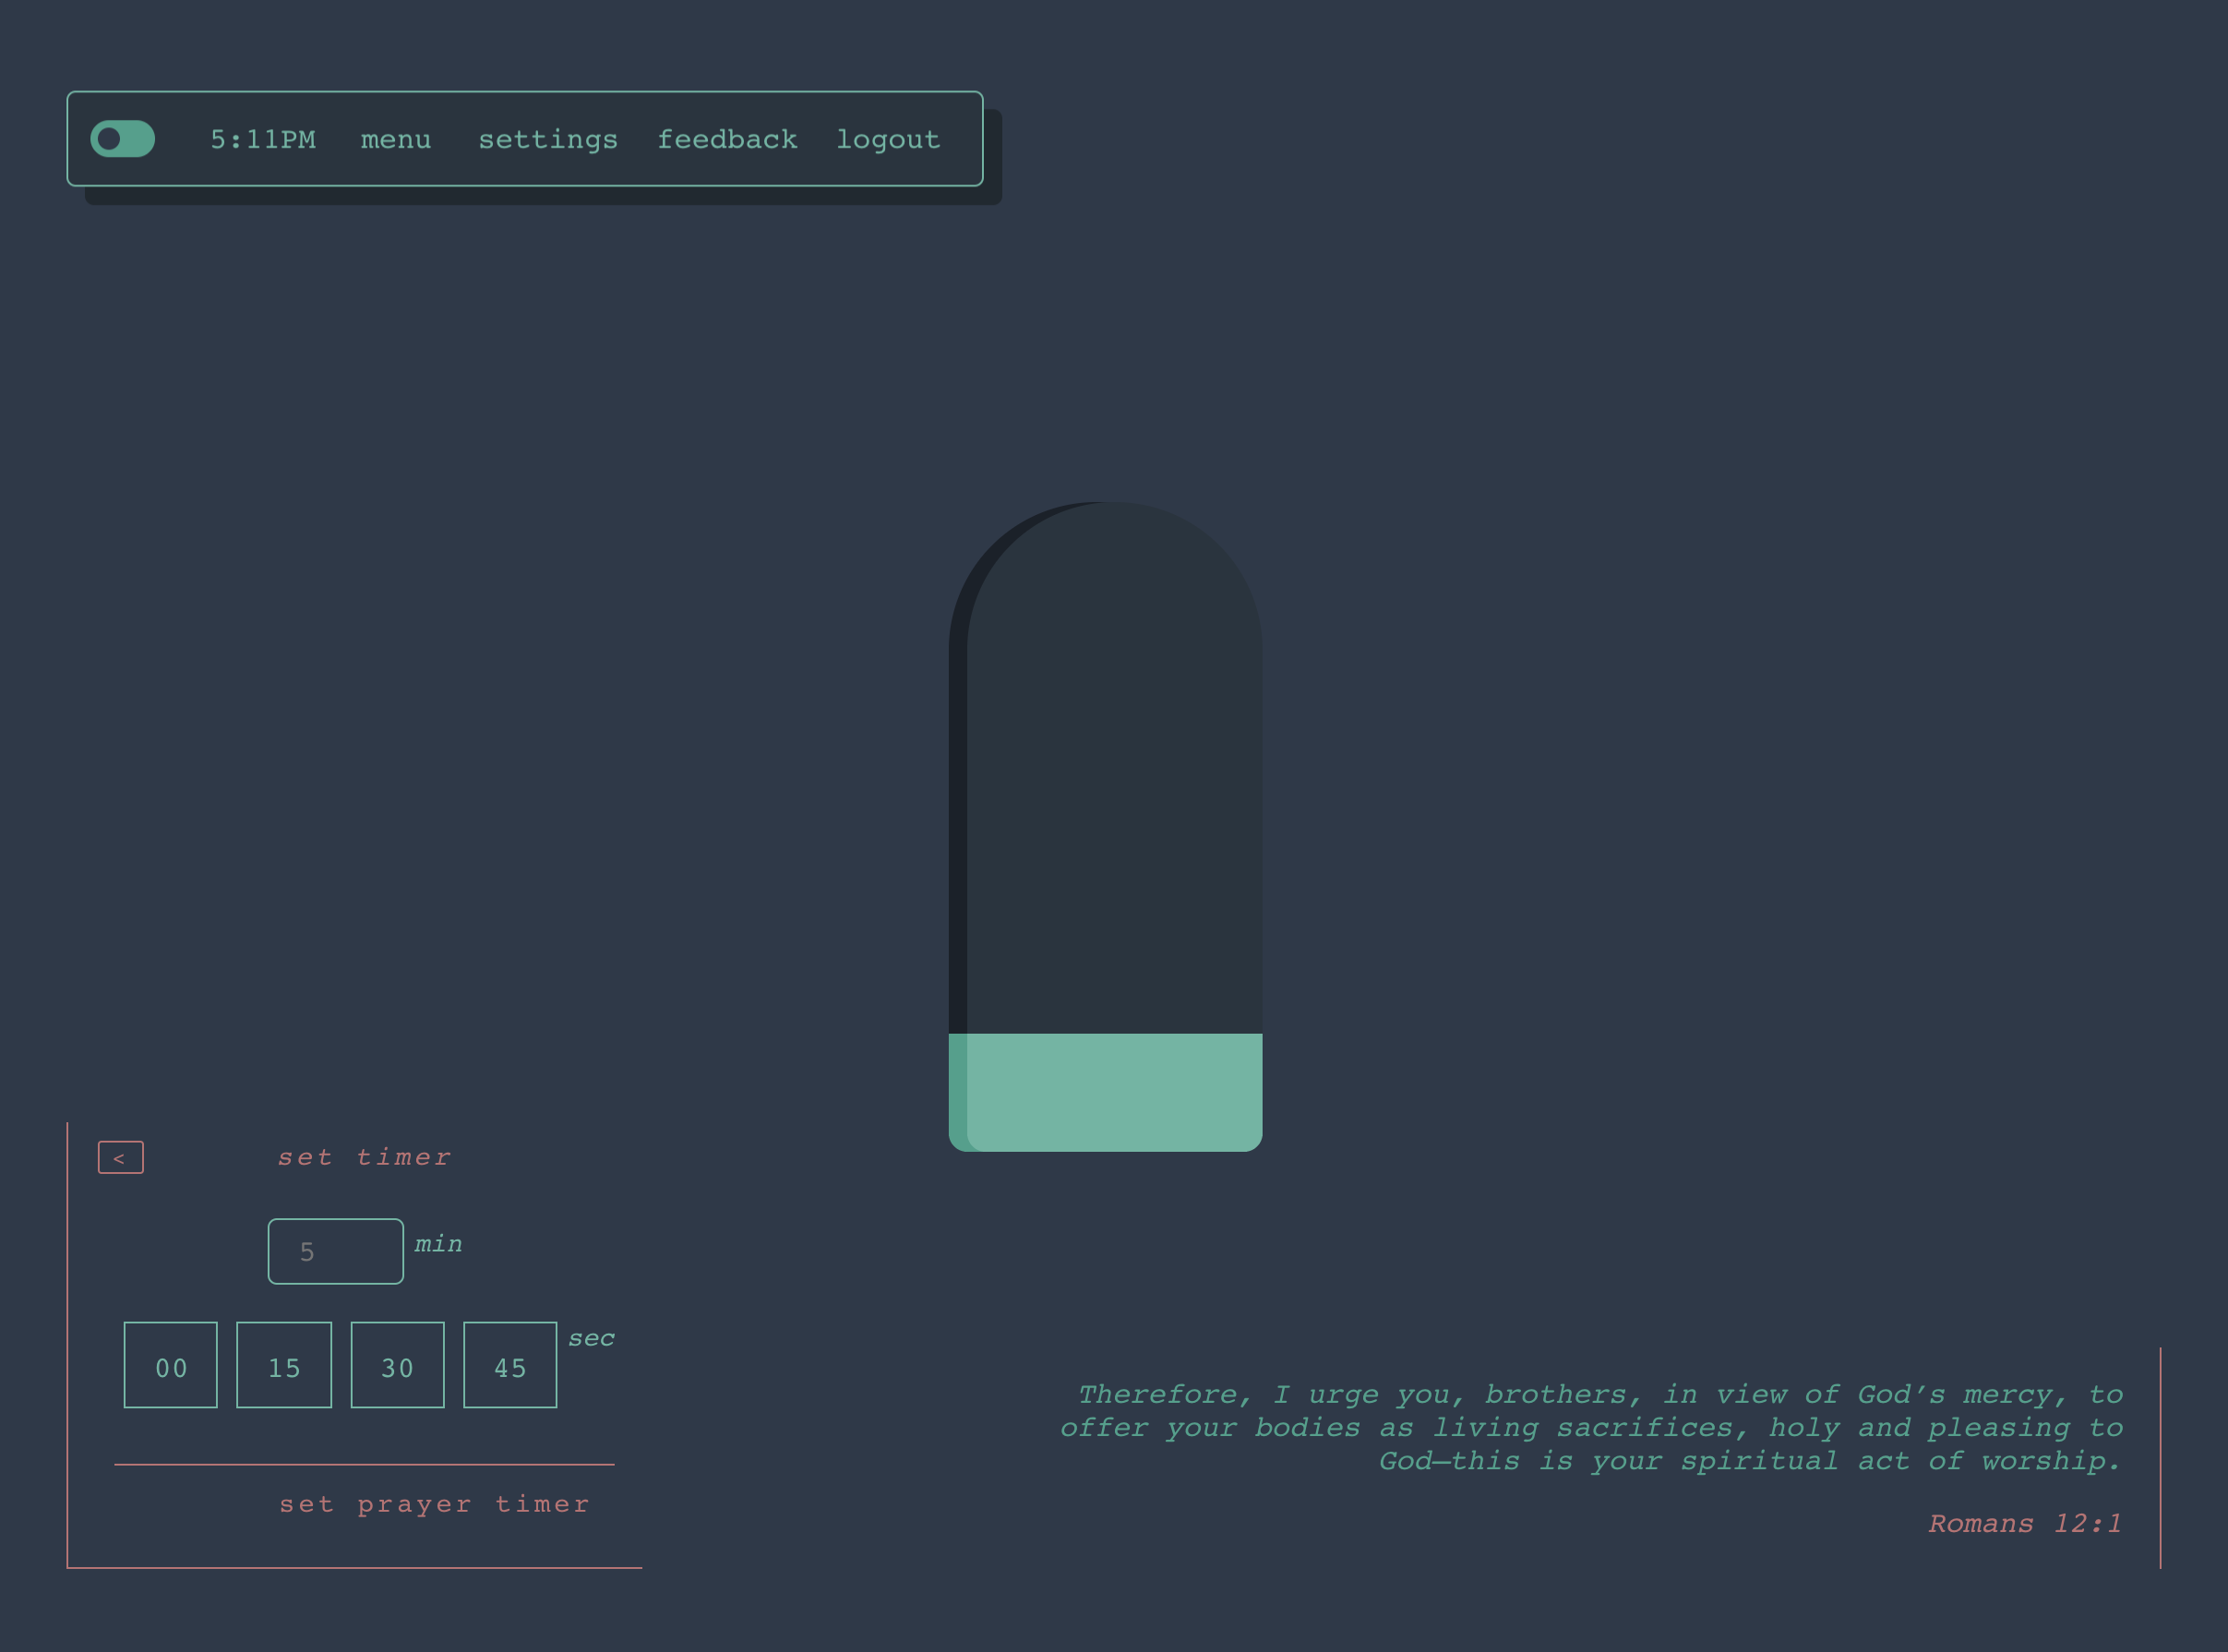 5:11PM menu settings feedback logout
< set timer
5 min
00 15 30 45 sec
set prayer timer
Therefore, I urge you, brothers, in view of God's mercy, to
offer your bodies as living sacrifices, holy and pleasing to
God—this is your spiritual act of worship.
Romans 12:1